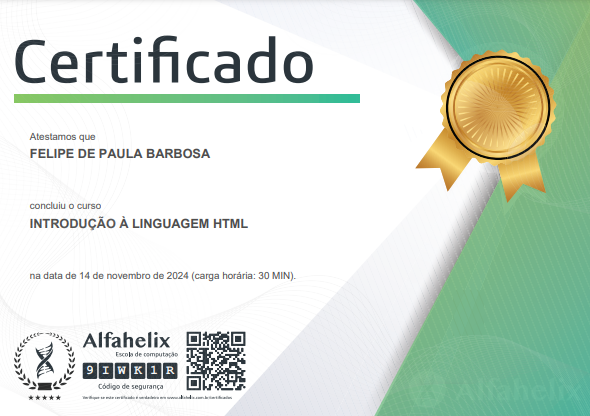 Certificado
Atestamos que
FELIPE DE PAULA BARBOSA
concluiu o curso
INTRODUÇÃO À LINGUAGEM HTML
na data de 14 de novembro de 2024 (carga horária: 30 MIN).
Alfahelix
Escola de computação
9IWK1R
Código de segurança
Verifique se este certificado é verdadeiro em www.alfahelix.com.br/certificados